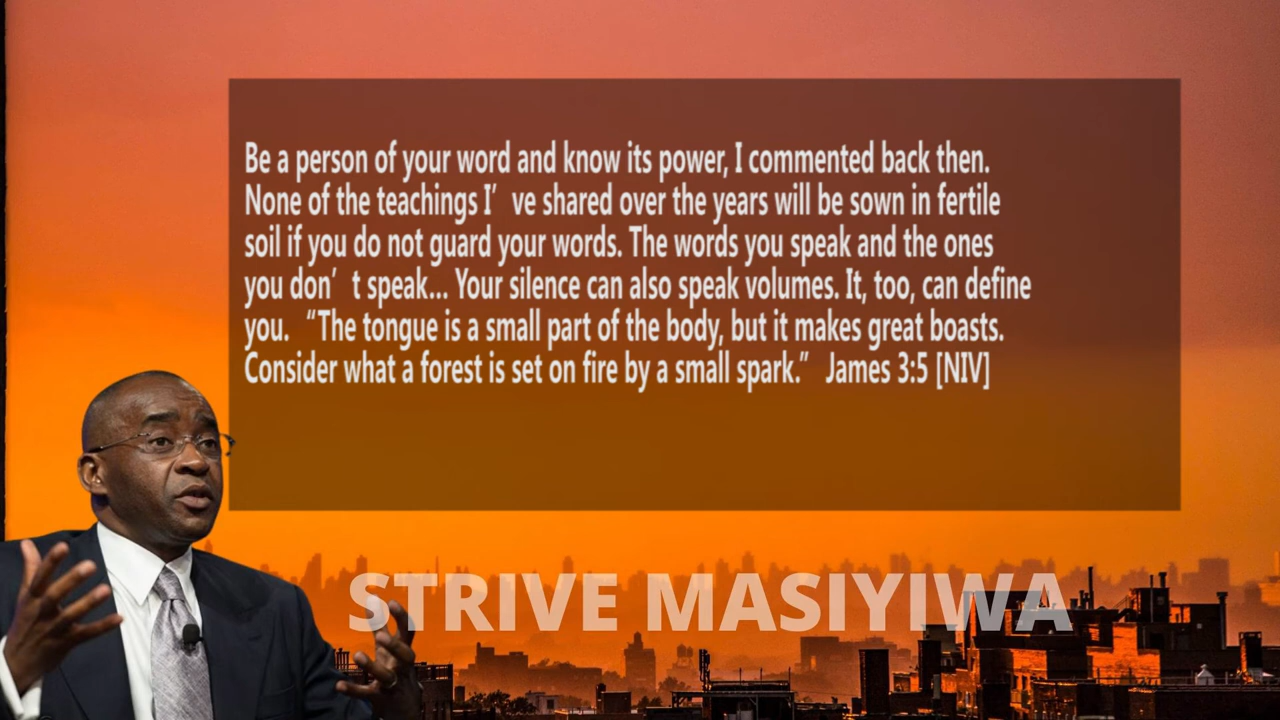 Be a person of your word and know its power, I commented back then.
None of the teachings I’ ve shared over the years will be sown in fertile
soil if you do not guard your words. The words you speak and the ones
you don’ t speak... Your silence can also speak volumes. It, too, can define
you. “The tongue is a small part of the body, but it makes great boasts.
Consider what a forest is set on fire by a small spark.” James 3:5 [NIV]
STRIVE MASIYIWA